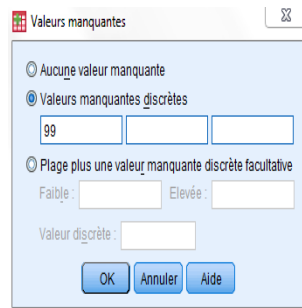 Valeurs manquantes
Aucune valeur manquante
Valeurs manquantes discrètes
99
Plage plus une valeur manquante discrète facultative
Faible : Elevée :
Valeur discrète :
OK Annuler Aide